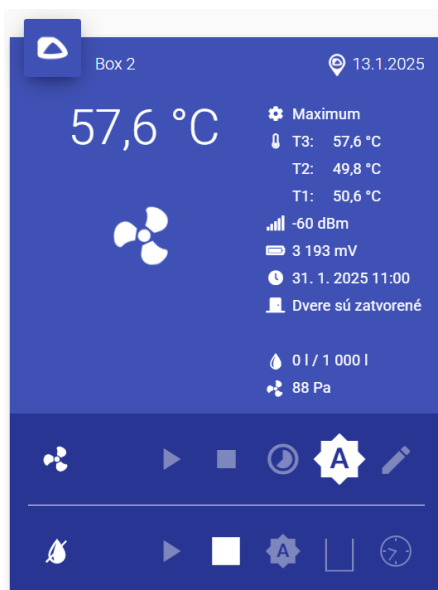 Box 2
13.1.2025
57,6 °C
Maximum
T3: 57,6 °C
T2: 49,8 °C
T1: 50,6 °C
-60 dBm
3 193 mV
31. 1. 2025 11:00
Dvere sú zatvorené
0 l / 1 000 l
88 Pa
A
A